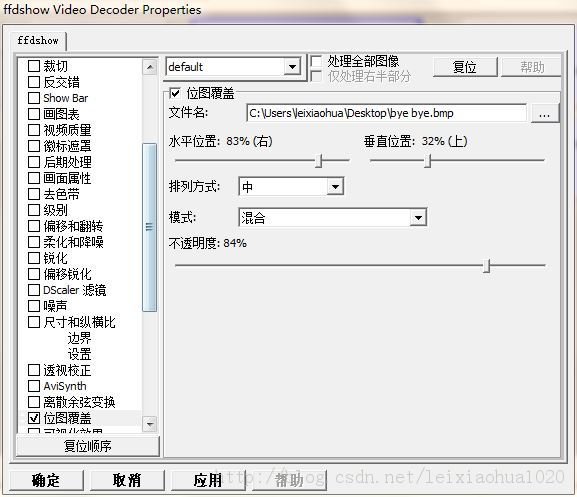 ffdshow Video Decoder Properties
ffdshow
裁切
反交错
Show Bar
画图表
视频质量
徽标遮罩
后期处理
画面属性
去色带
级别
偏移和翻转
柔化和降噪
锐化
偏移锐化
DScaler 滤镜
噪声
尺寸和纵横比
边界
设置
透视校正
AviSynth
离散余弦变换
位图覆盖
可视化效果
复位顺序
default
处理全部图像
仅处理右半部分
复位
帮助
位图覆盖
文件名: C:\Users\leixiaohua\Desktop\bye bye.bmp ...
水平位置: 83% (右) 垂直位置: 32% (上)
排列方式: 中
模式: 混合
不透明度: 84%
确定 取消 应用 帮助
http://blog.csdn.net/leixiaohua1020